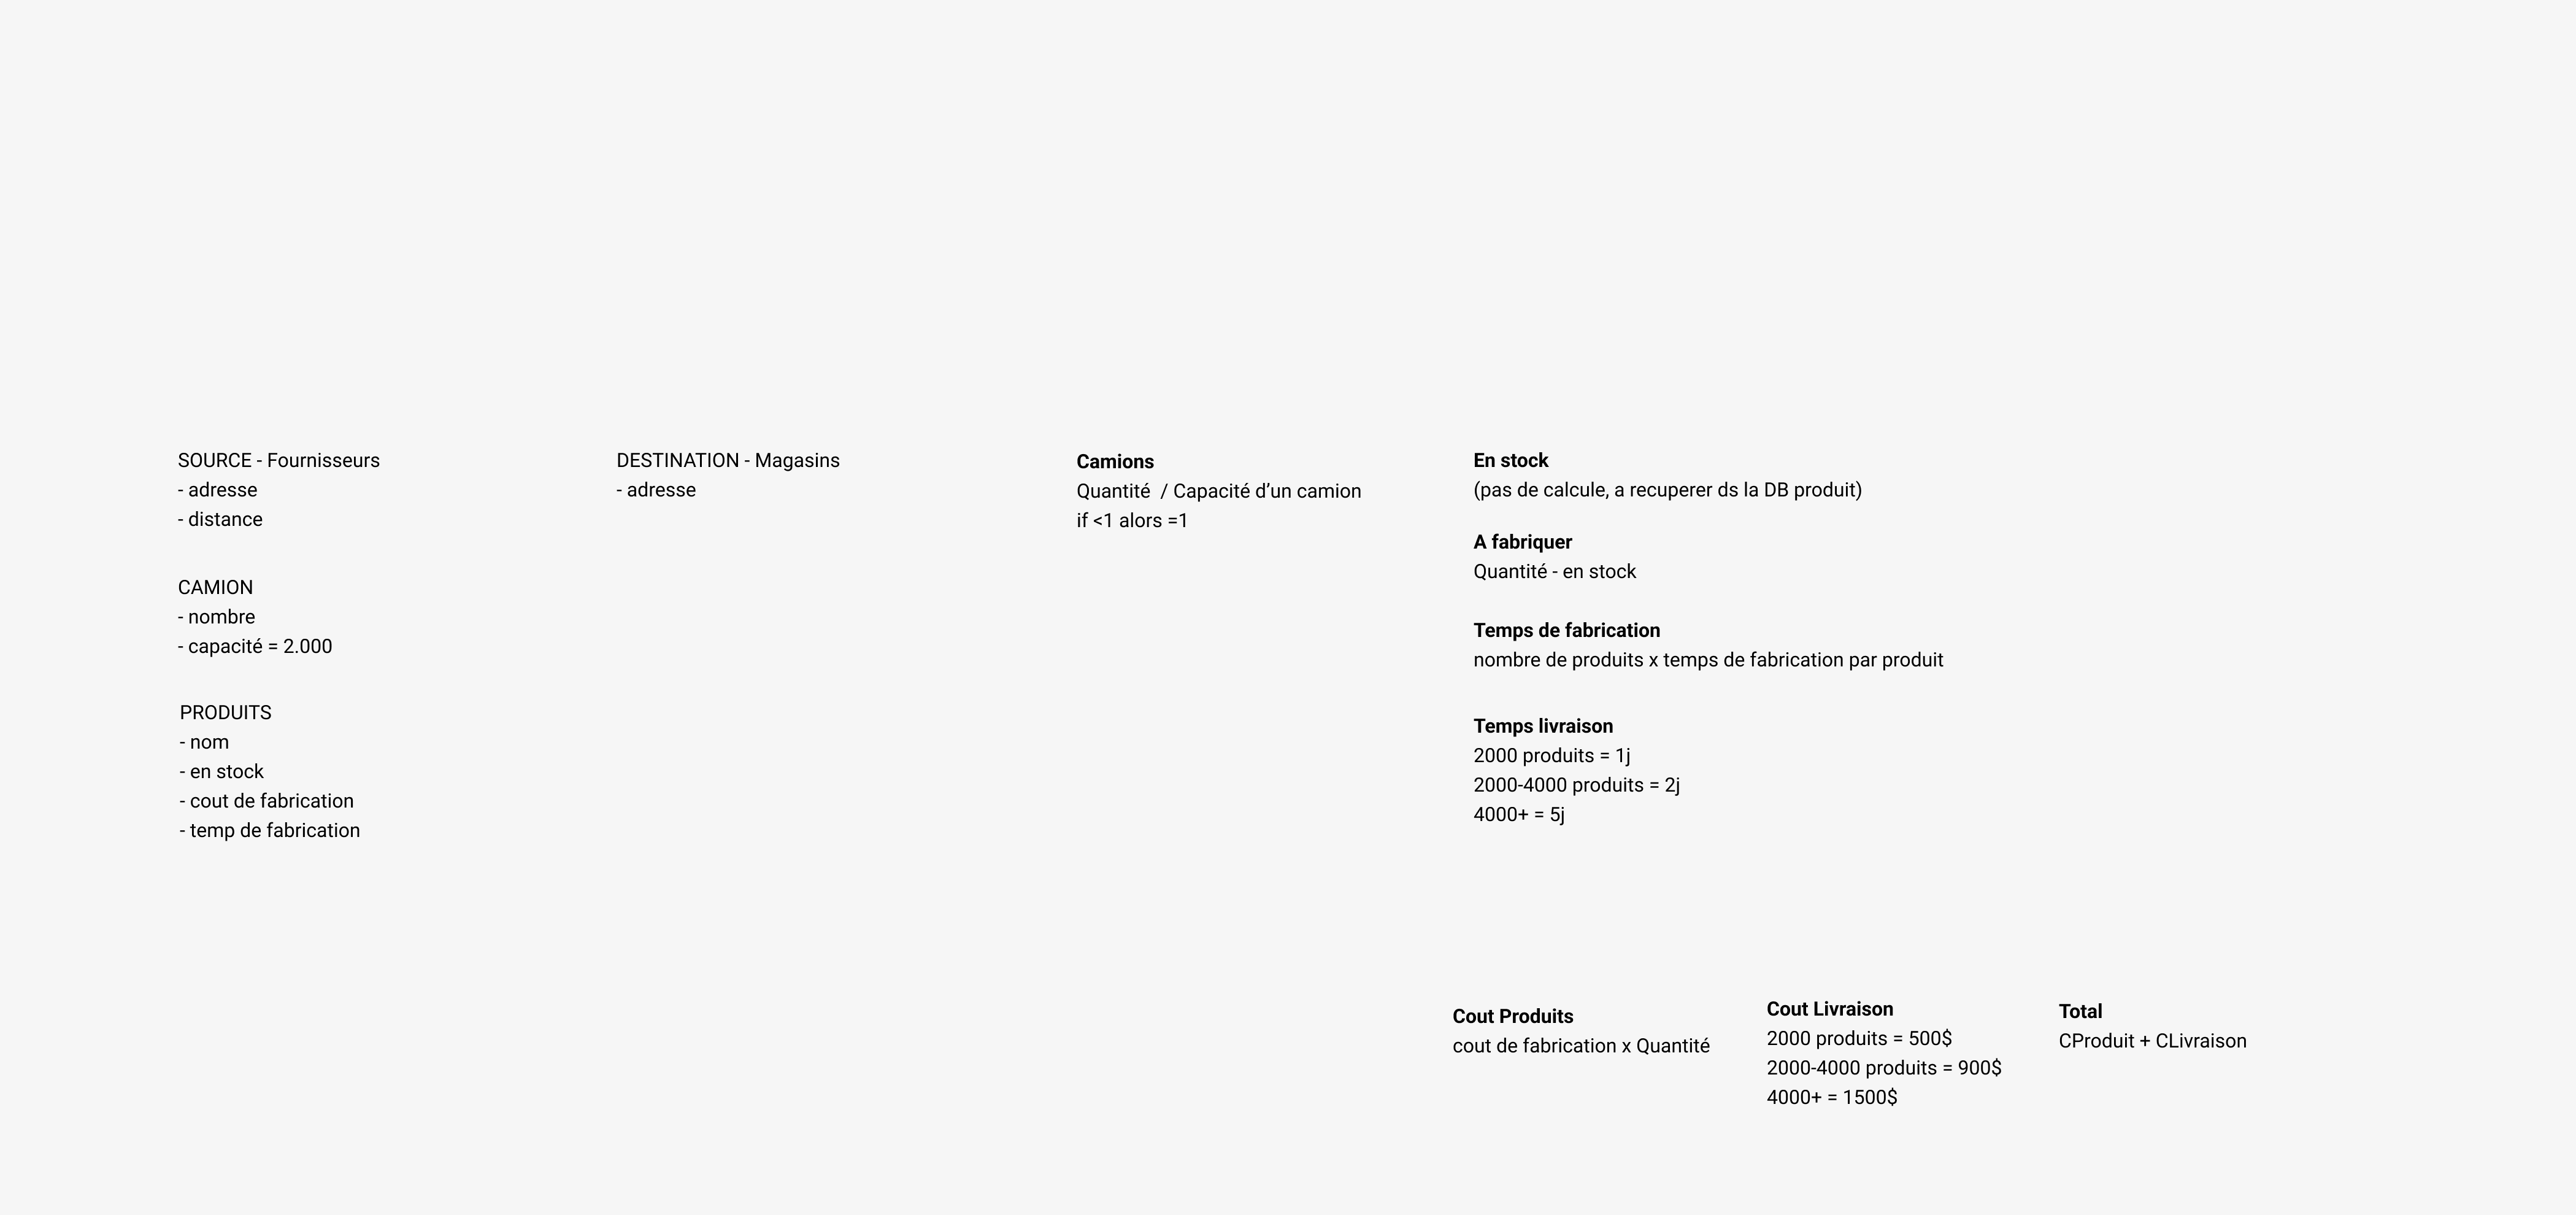 SOURCE - Fournisseurs
- adresse
- distance
CAMION
- nombre
- capacité = 2.000
PRODUITS
- nom
- en stock
- cout de fabrication
- temp de fabrication
DESTINATION - Magasins
- adresse
Camions
Quantité  / Capacité d’un camion
if <1 alors =1
En stock
(pas de calcule, a recuperer ds la DB produit)
A fabriquer
Quantité - en stock
Temps de fabrication
nombre de produits x temps de fabrication par produit
Temps livraison
2000 produits = 1j
2000-4000 produits = 2j
4000+ = 5j
Cout Produits
cout de fabrication x Quantité
Cout Livraison
2000 produits = 500$
2000-4000 produits = 900$
4000+ = 1500$
Total
CProduit + CLivraison